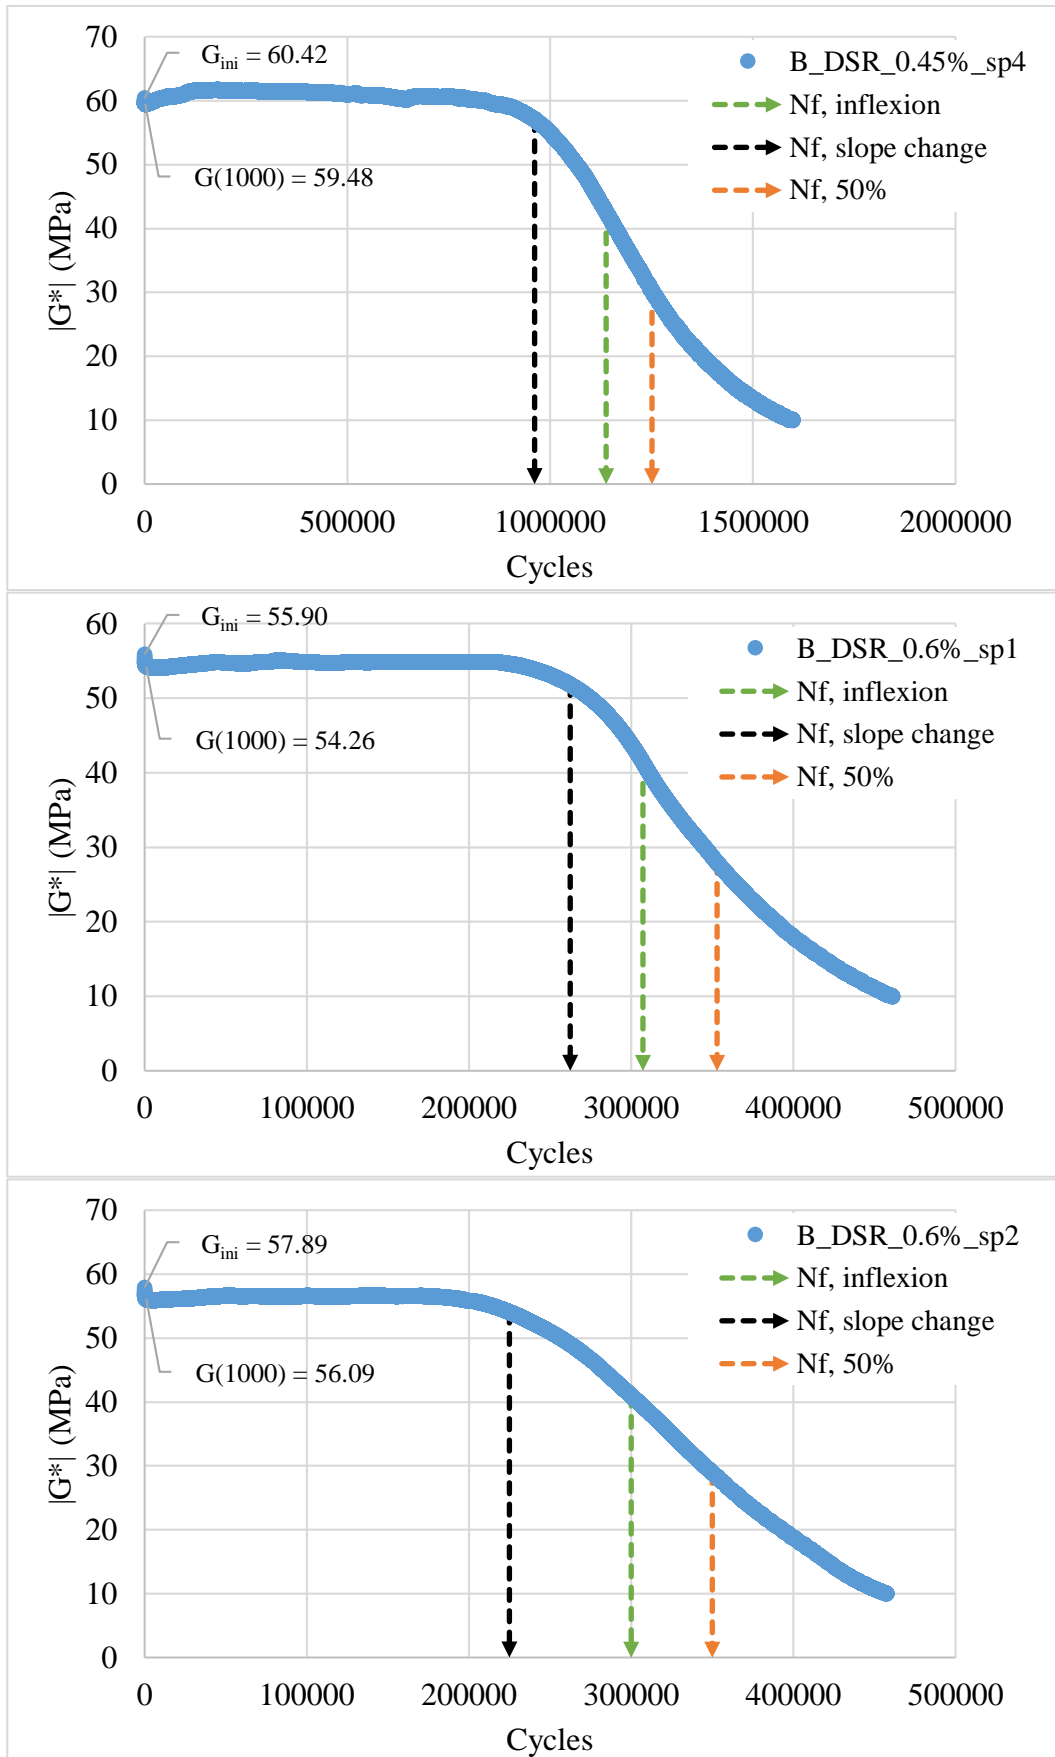 70
60
50
40
30
20
10
0
|G*| (MPa)
G_ini = 60.42
G(1000) = 59.48
B_DSR_0.45%_sp4
Nf, inflexion
Nf, slope change
Nf, 50%
0 500000 1000000 1500000 2000000
Cycles
60
50
40
30
20
10
0
|G*| (MPa)
Gini = 55.90
G(1000) = 54.26
B_DSR_0.6%_sp1
Nf, inflexion
Nf, slope change
Nf, 50%
0 100000 200000 300000 400000 500000
Cycles
70
60
50
40
30
20
10
0
|G*| (MPa)
Gini = 57.89
G(1000) = 56.09
B_DSR_0.6%_sp2
Nf, inflexion
Nf, slope change
Nf, 50%
0 100000 200000 300000 400000 500000
Cycles